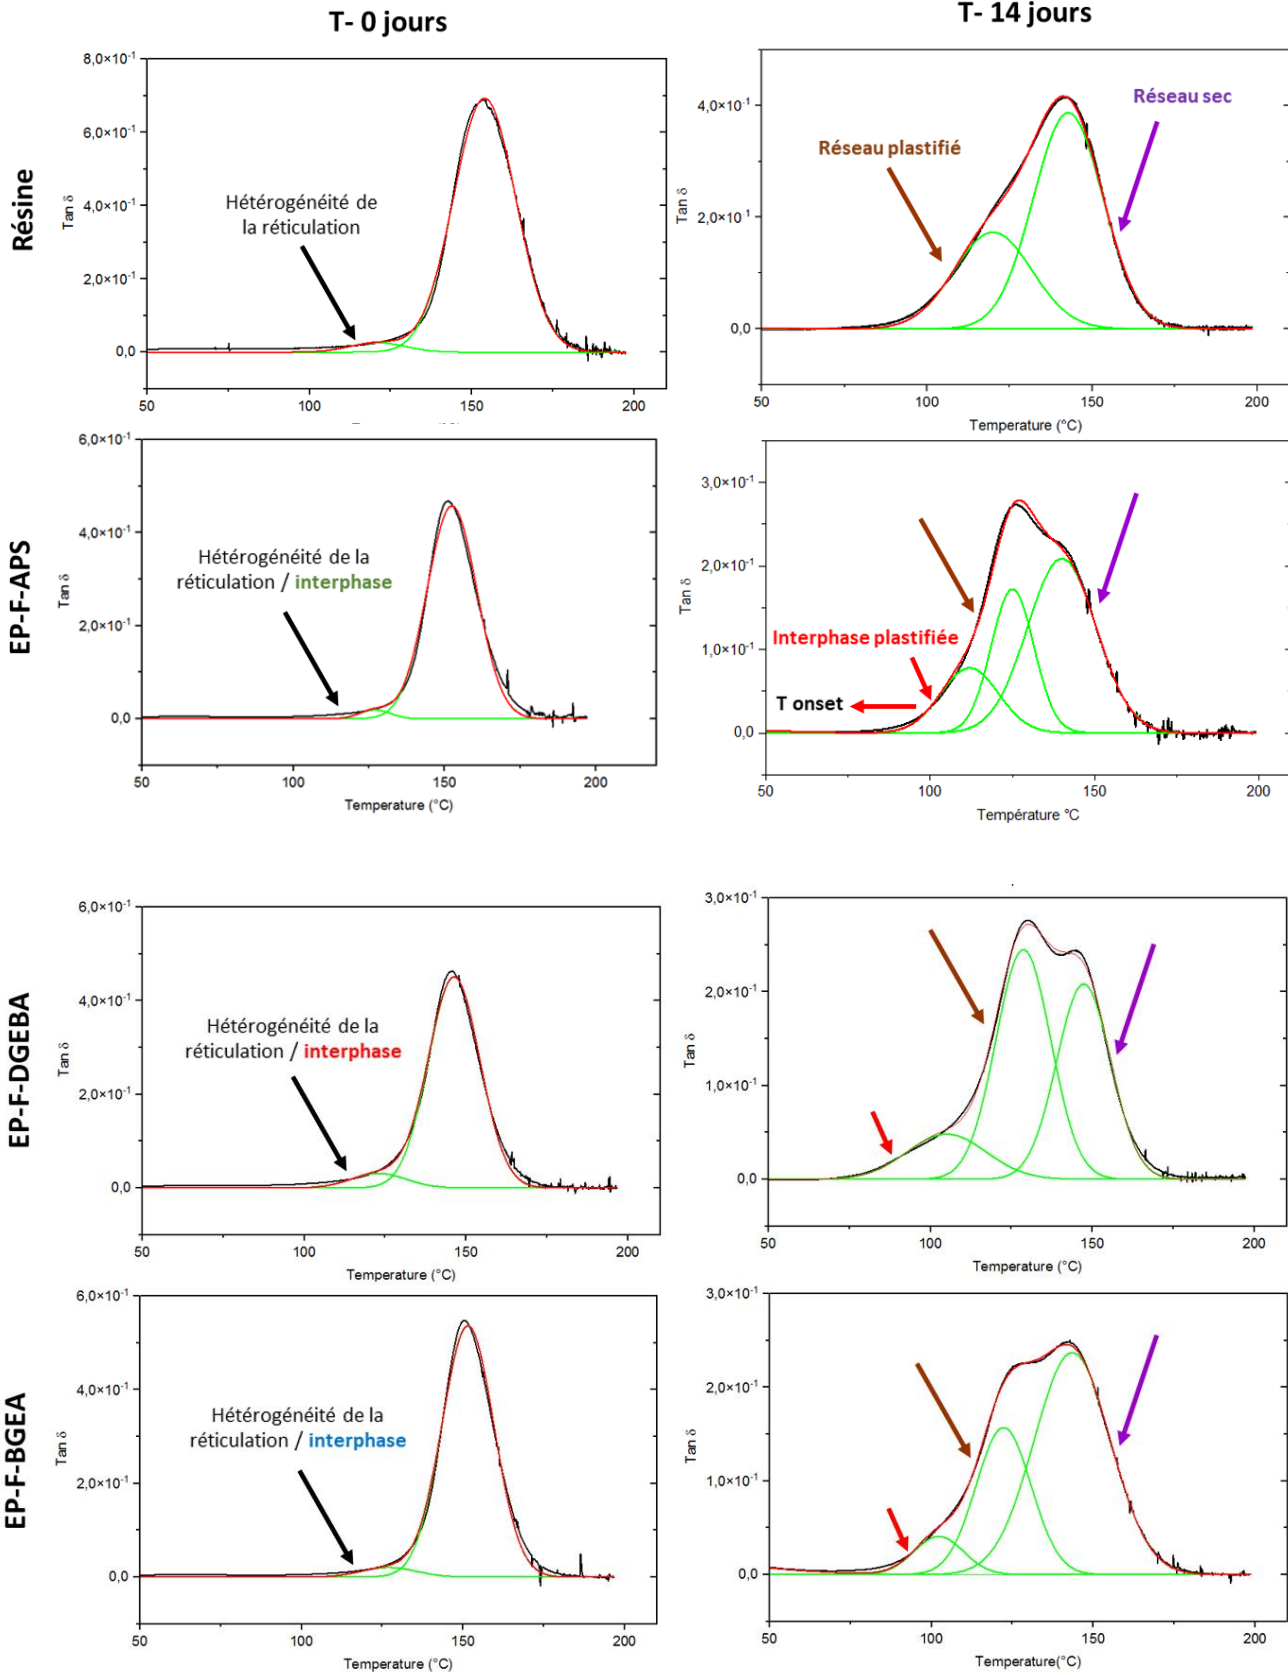 T- 0 jours
T- 14 jours
Résine
8,0×10⁻¹
6,0×10⁻¹
4,0×10⁻¹
2,0×10⁻¹
0,0
Tan δ
Hétérogénéité de
la réticulation
50
100
150
200
4,0×10⁻¹
2,0×10⁻¹
0,0
Tan δ
Réseau plastifié
Réseau sec
50
100
150
200
Temperature (°C)
EP-F-APS
6,0×10⁻¹
4,0×10⁻¹
2,0×10⁻¹
0,0
Tan δ
Hétérogénéité de la
réticulation / interphase
50
100
150
200
Temperature (°C)
3,0×10⁻¹
2,0×10⁻¹
1,0×10⁻¹
0,0
Tan δ
Interphase plastifiée
T onset
50
100
150
200
Température °C
EP-F-DGEBA
6,0×10⁻¹
4,0×10⁻¹
2,0×10⁻¹
0,0
Tan δ
Hétérogénéité de la
réticulation / interphase
50
100
150
200
Temperature (°C)
3,0×10⁻¹
2,0×10⁻¹
1,0×10⁻¹
0,0
Tan δ
50
100
150
200
Temperature (°C)
EP-F-BGEA
6,0×10⁻¹
4,0×10⁻¹
2,0×10⁻¹
0,0
Tan δ
Hétérogénéité de la
réticulation / interphase
50
100
150
200
Temperature (°C)
3,0×10⁻¹
2,0×10⁻¹
1,0×10⁻¹
0,0
Tan δ
50
100
150
200
Temperature(°C)